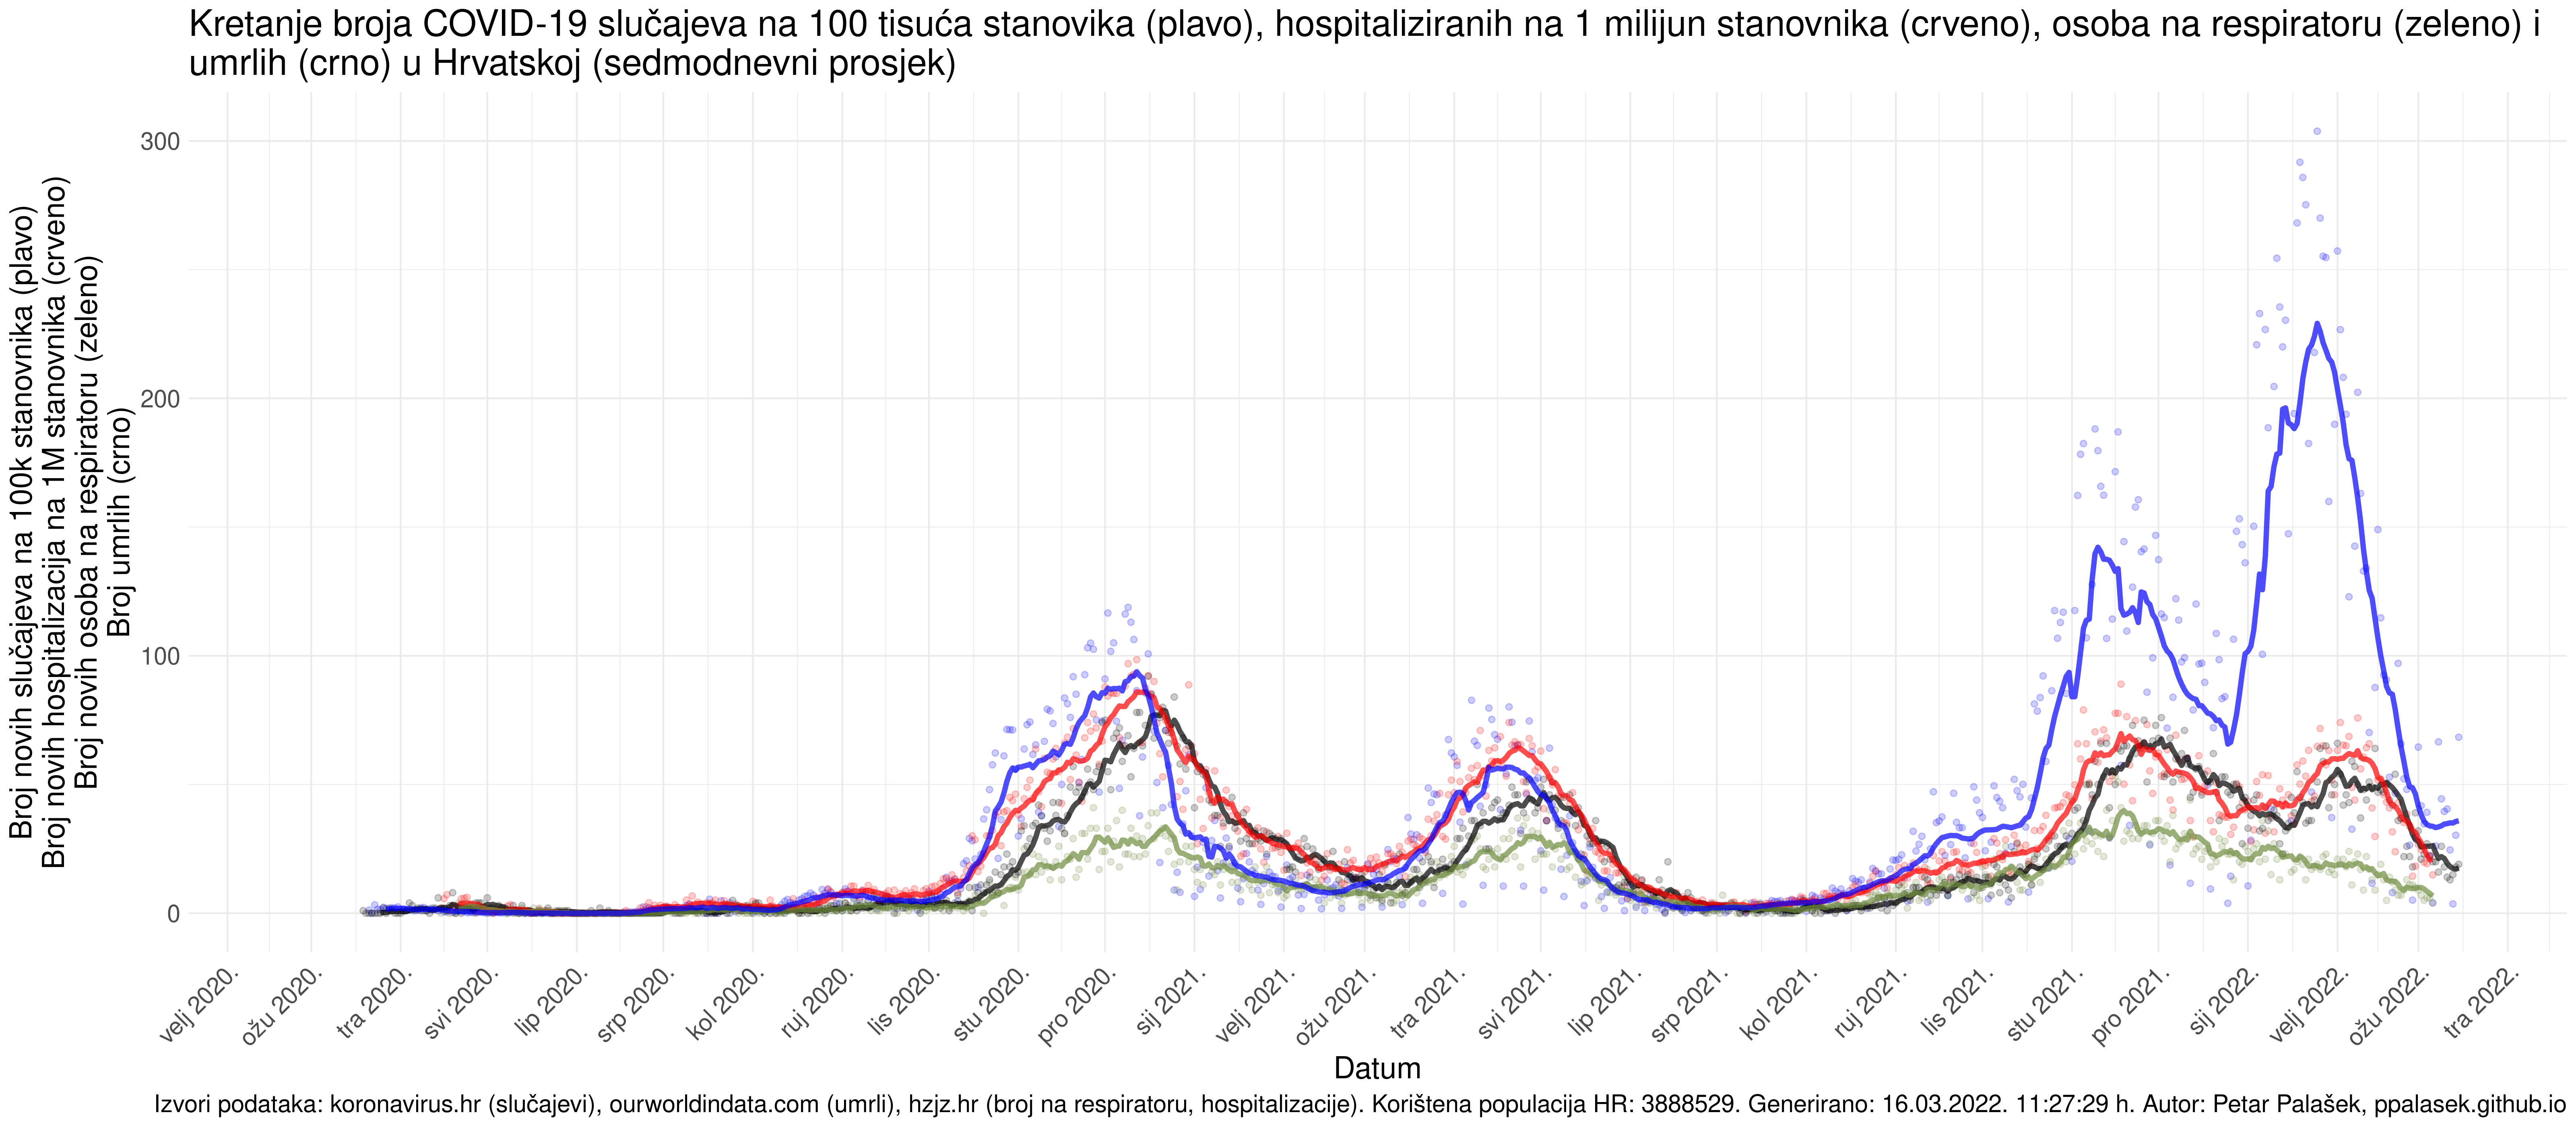 Kretanje broja COVID-19 slučajeva na 100 tisuća stanovika (plavo), hospitaliziranih na 1 milijun stanovnika (crveno), osoba na respiratoru (zeleno) i
umrlih (crno) u Hrvatskoj (sedmodnevni prosjek)
Broj novih slučajeva na 100k stanovnika (plavo)
Broj novih hospitalizacija na 1M stanovnika (crveno)
Broj novih osoba na respiratoru (zeleno)
Broj umrlih (crno)
300
200
100
0
velj 2020.
ožu 2020.
tra 2020.
svi 2020.
lip 2020.
srp 2020.
kol 2020.
ruj 2020.
lis 2020.
stu 2020.
pro 2020.
sij 2021.
velj 2021.
ožu 2021.
tra 2021.
svi 2021.
lip 2021.
srp 2021.
kol 2021.
ruj 2021.
lis 2021.
stu 2021.
pro 2021.
sij 2022.
velj 2022.
ožu 2022.
tra 2022.
Datum
Izvori podataka: koronavirus.hr (slučajevi), ourworldindata.com (umrli), hzjz.hr (broj na respiratoru, hospitalizacije). Korištena populacija HR: 3888529. Generirano: 16.03.2022. 11:27:29 h. Autor: Petar Palašek, ppalasek.github.io